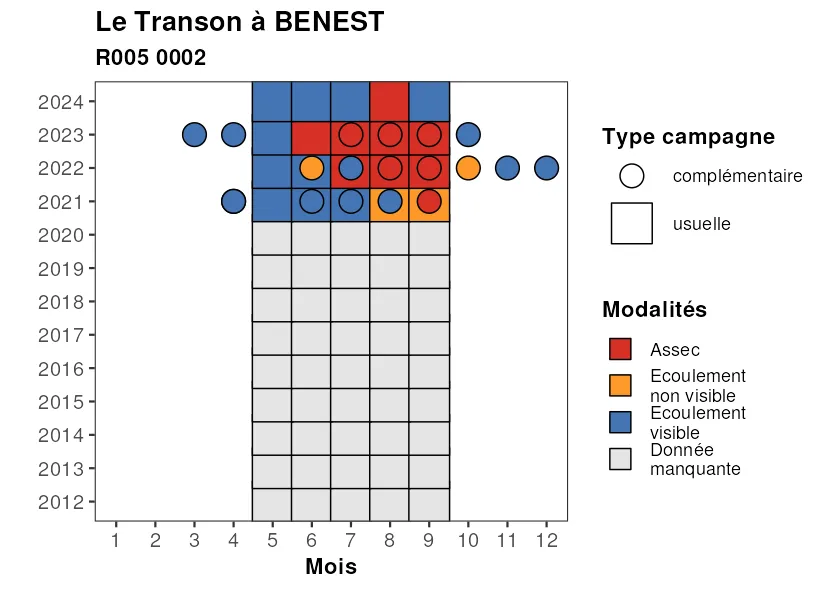 Le Transon à BENEST
R005 0002
2024
2023
2022
2021
2020
2019
2018
2017
2016
2015
2014
2013
2012
1 2 3 4 5 6 7 8 9 10 11 12
Mois
Type campagne
complémentaire
usuelle
Modalités
Assec
Ecoulement
non visible
Ecoulement
visible
Donnée
manquante